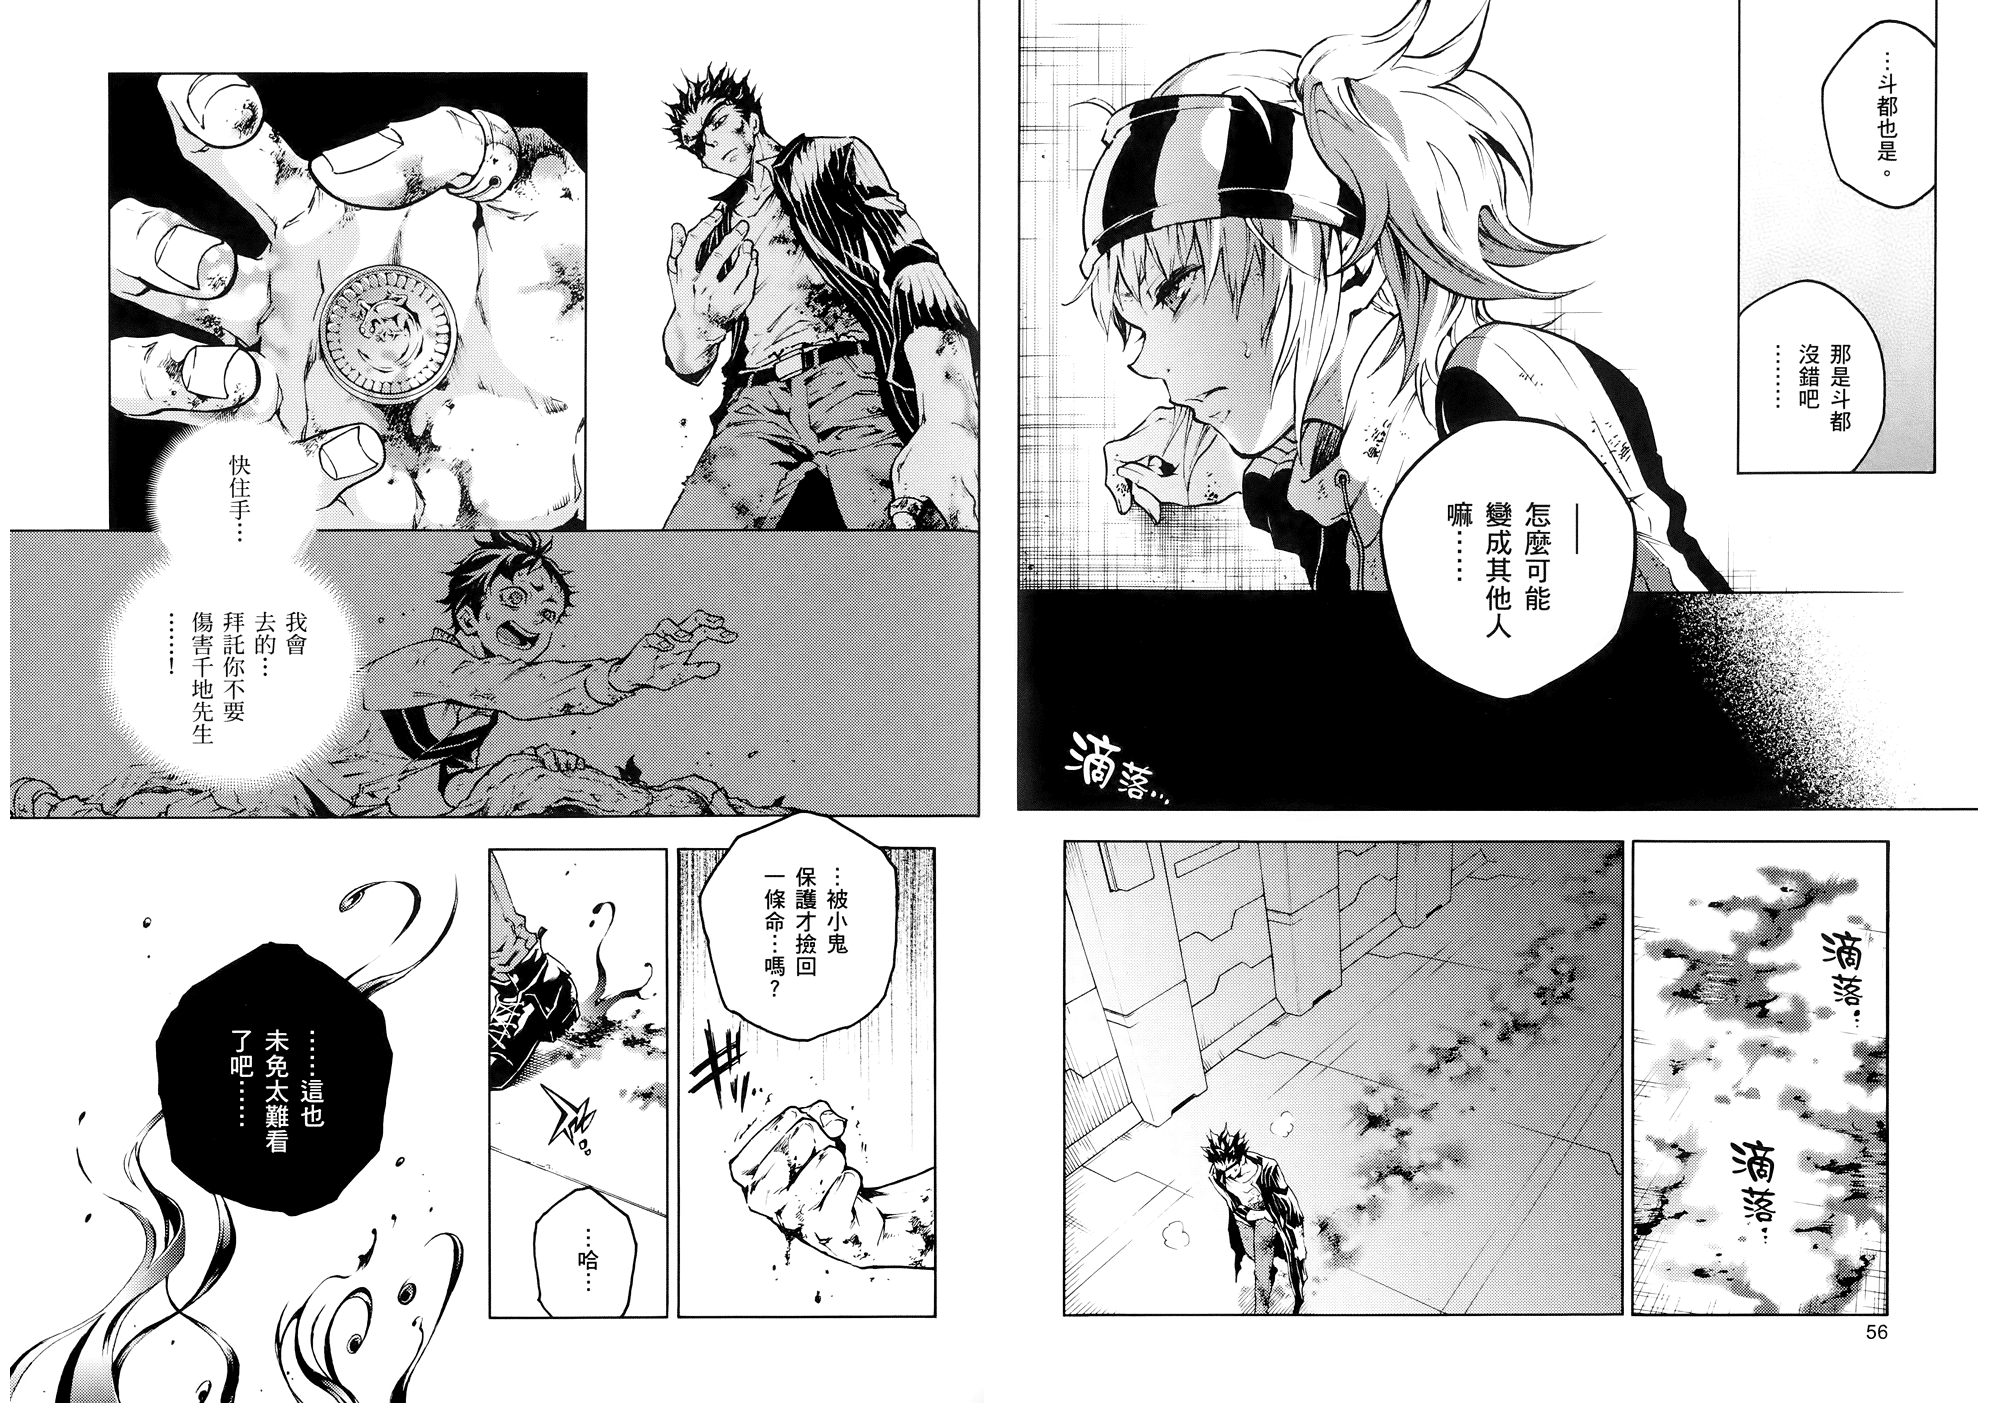 …斗都也是。
那是斗都
沒錯吧
………
──
怎麼可能
變成其他人
嘛……
滴落…
滴落…
滴落…
56
快住手…
我會
去的…
拜託你不要
傷害千地先生
……！
…被小鬼
保護才撿回
一條命…嗎？
…哈…
……這也
未免太難看
了吧……